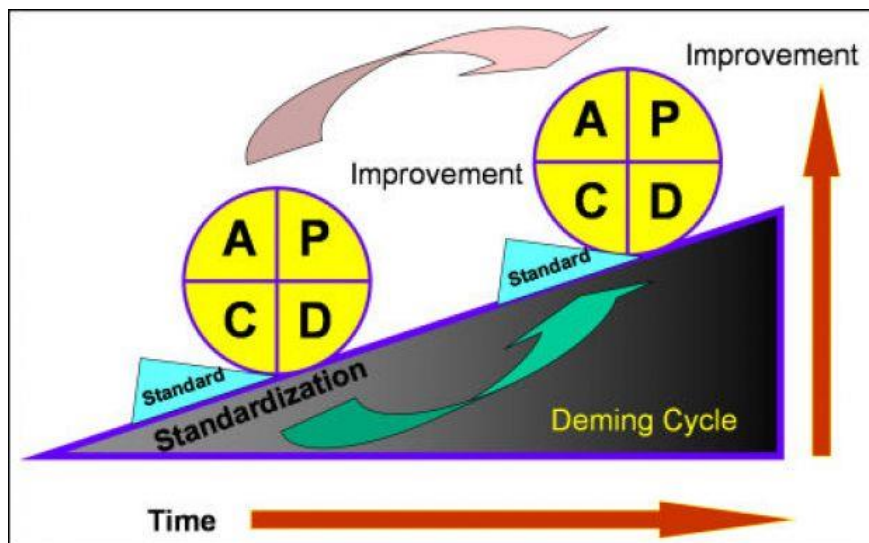 Improvement
A P
C D
Improvement
A P
C D
Standard
Standard
Standardization
Deming Cycle
Time